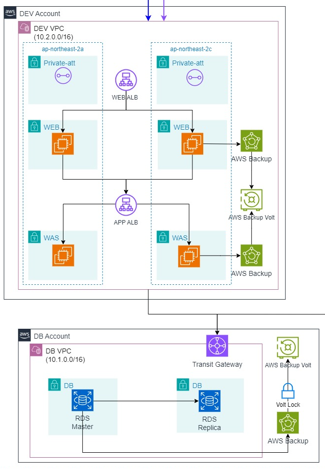 aws DEV Account
DEV VPC
(10.2.0.0/16)
ap-northeast-2a
ap-northeast-2c
Private-att
Private-att
WEB ALB
WEB
WEB
AWS Backup
AWS Backup Volt
APP ALB
WAS
WAS
AWS Backup
aws DB Account
DB VPC
(10.1.0.0/16)
Transit Gateway
AWS Backup Volt
DB
DB
Volt Lock
RDS
Master
RDS
Replica
AWS Backup